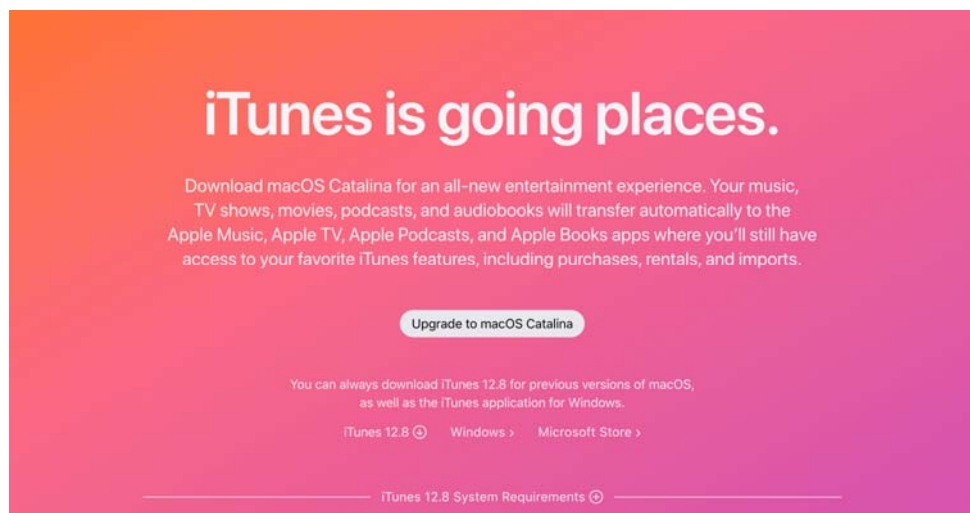 iTunes is going places.
Download macOS Catalina for an all-new entertainment experience. Your music,
TV shows, movies, podcasts, and audiobooks will transfer automatically to the
Apple Music, Apple TV, Apple Podcasts, and Apple Books apps where you’ll still have
access to your favorite iTunes features, including purchases, rentals, and imports.
Upgrade to macOS Catalina
You can always download iTunes 12.8 for previous versions of macOS,
as well as the iTunes application for Windows.
iTunes 12.8 Windows › Microsoft Store ›
iTunes 12.8 System Requirements